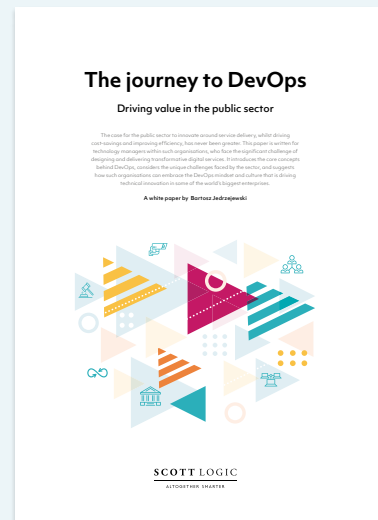 The journey to DevOps
Driving value in the public sector
The case for the public sector to innovate around service delivery, whilst driving
cost-savings and improving efficiency, has never been greater. This paper is written for
technology managers within such organisations, who face the significant challenge of
designing and delivering transformative digital services. It introduces the core concepts
behind DevOps, considers the unique challenges faced by the sector, and suggests
how such organisations can embrace the DevOps mindset and culture that is driving
technical innovation in some of the world's biggest enterprises.
A white paper by Bartosz Jedrzejewski
SCOTT LOGIC
ALTOGETHER SMARTER